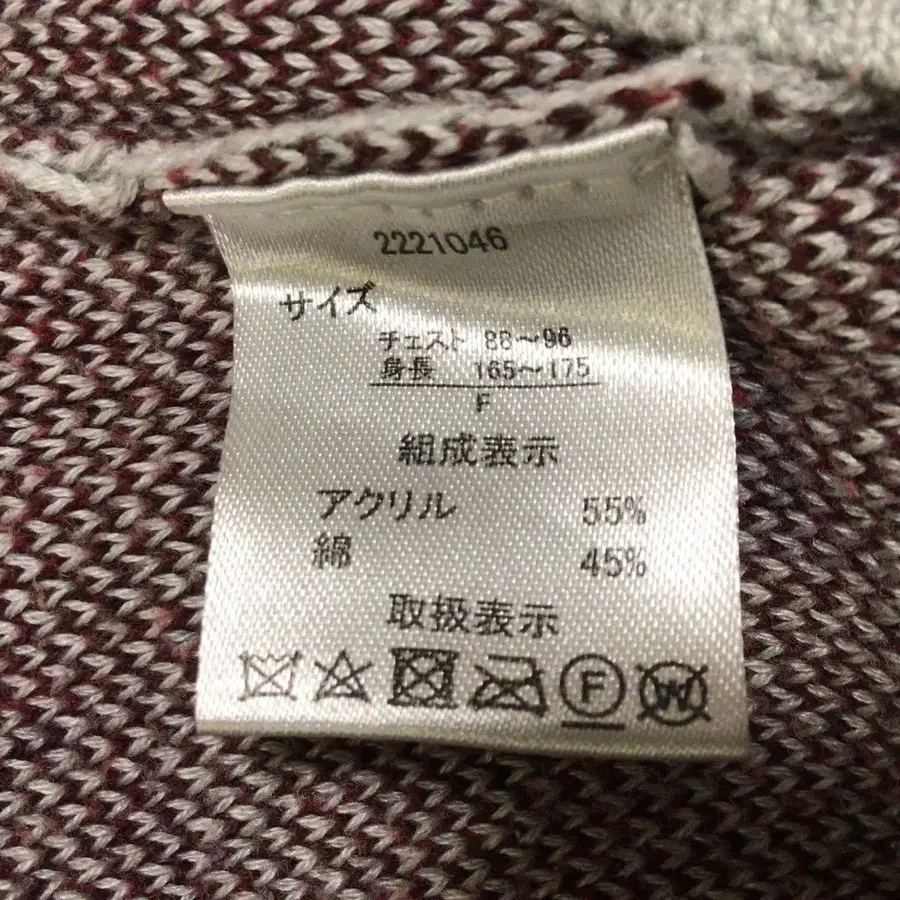 2221046
サイズ
チェスト 88～96
身長 165～175
F
組成表示
アクリル 55%
綿 45%
取扱表示
F W